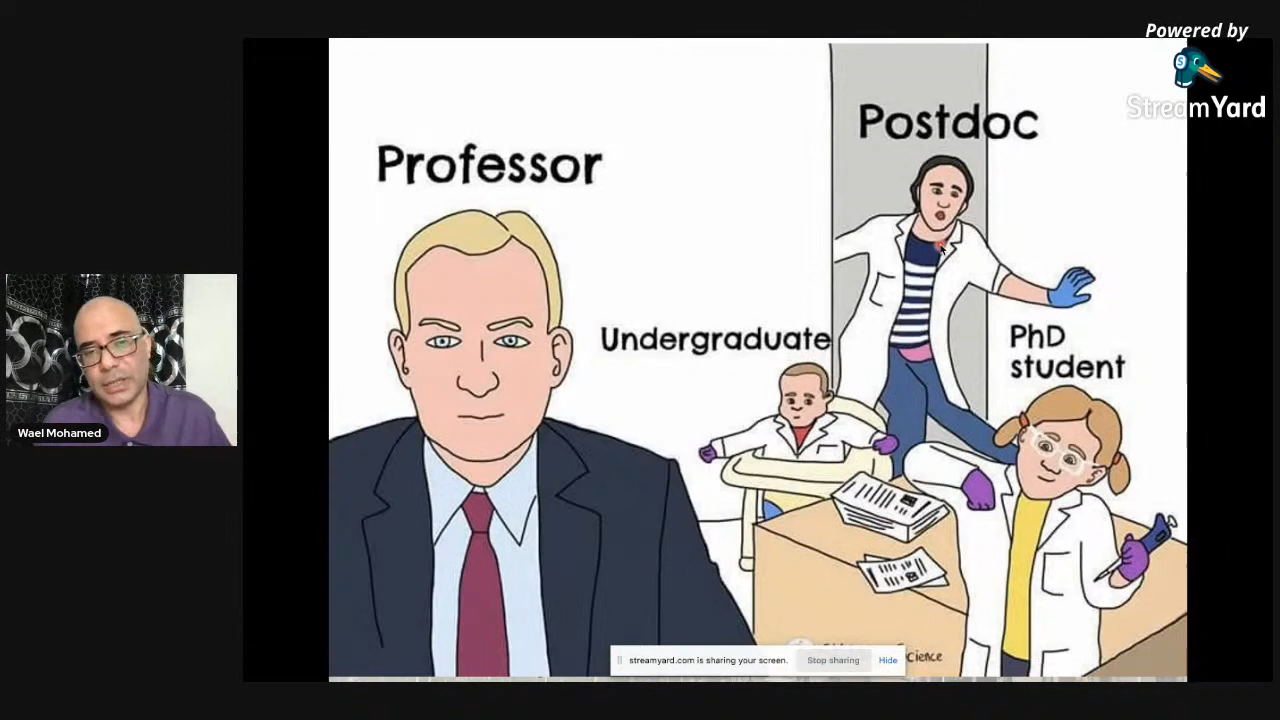 Powered by
StreamYard
Professor
Postdoc
Undergraduate
PhD
student
Wael Mohamed
streamyard.com is sharing your screen.
Stop sharing
Hide